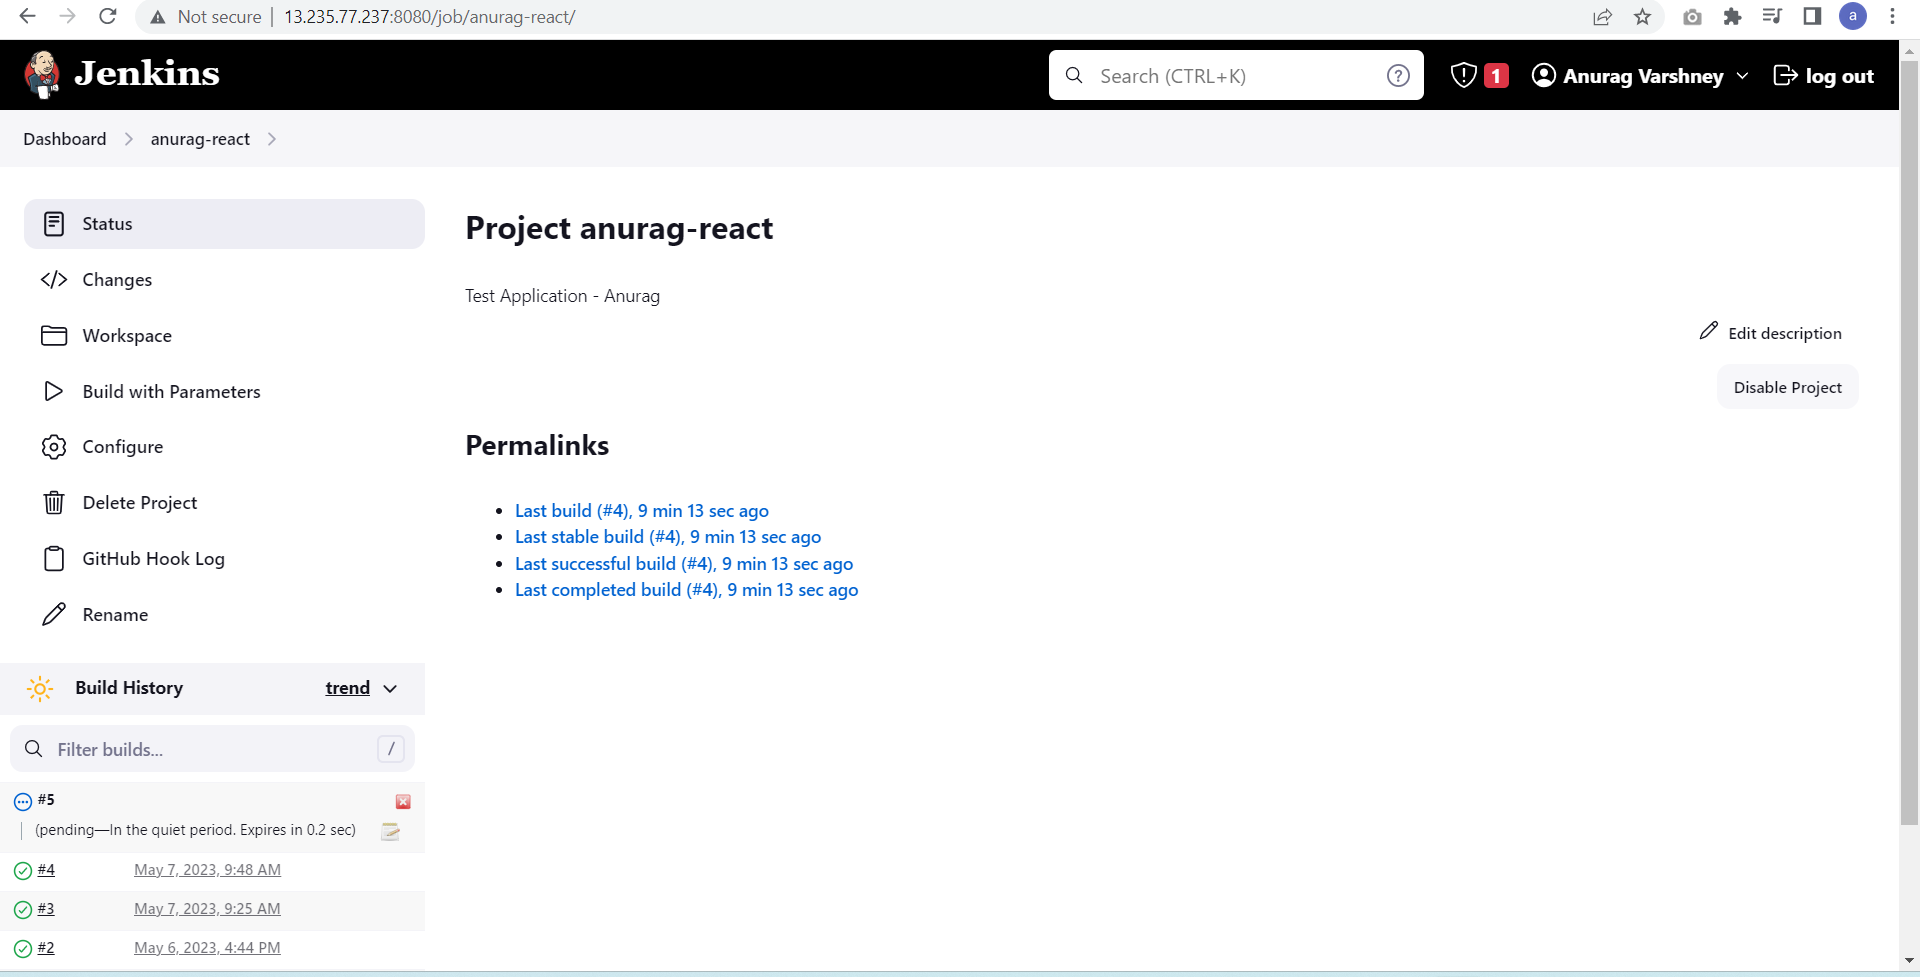 Not secure | 13.235.77.237:8080/job/anurag-react/
a
Jenkins
Search (CTRL+K)
?
1
Anurag Varshney
log out
Dashboard
anurag-react
Status
Changes
Workspace
Build with Parameters
Configure
Delete Project
GitHub Hook Log
Rename
Project anurag-react
Test Application - Anurag
Edit description
Disable Project
Permalinks
• Last build (#4), 9 min 13 sec ago
• Last stable build (#4), 9 min 13 sec ago
• Last successful build (#4), 9 min 13 sec ago
• Last completed build (#4), 9 min 13 sec ago
Build History
trend
Filter builds...
/
#5
(pending—In the quiet period. Expires in 0.2 sec)
#4 May 7, 2023, 9:48 AM
#3 May 7, 2023, 9:25 AM
#2 May 6, 2023, 4:44 PM